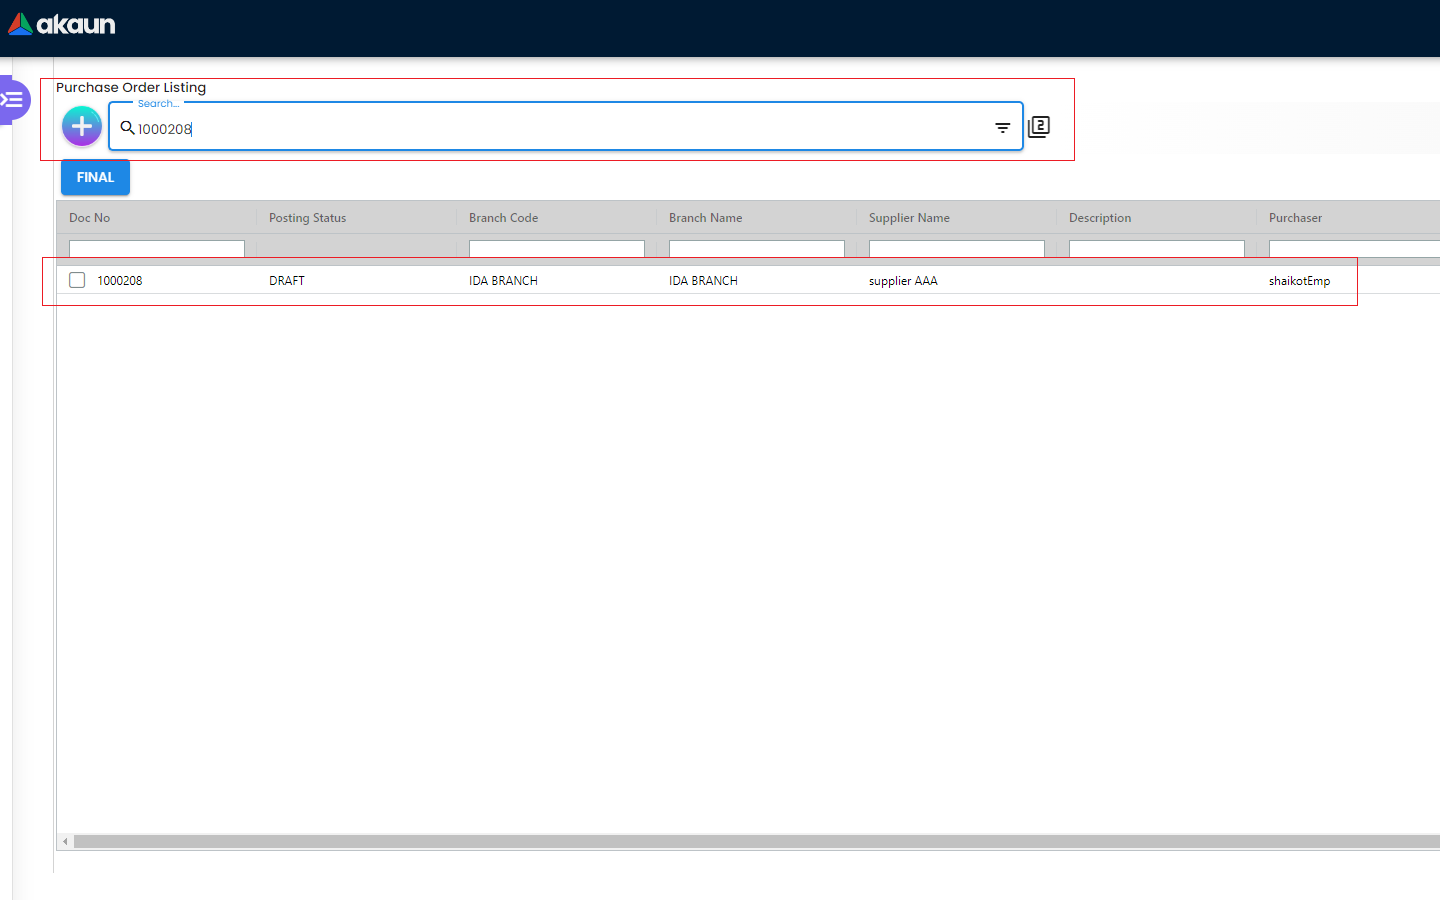 akaun
Purchase Order Listing
Search...
1000208
2
FINAL
Doc No Posting Status Branch Code Branch Name Supplier Name Description Purchaser
1000208 DRAFT IDA BRANCH IDA BRANCH supplier AAA shaikotEmp